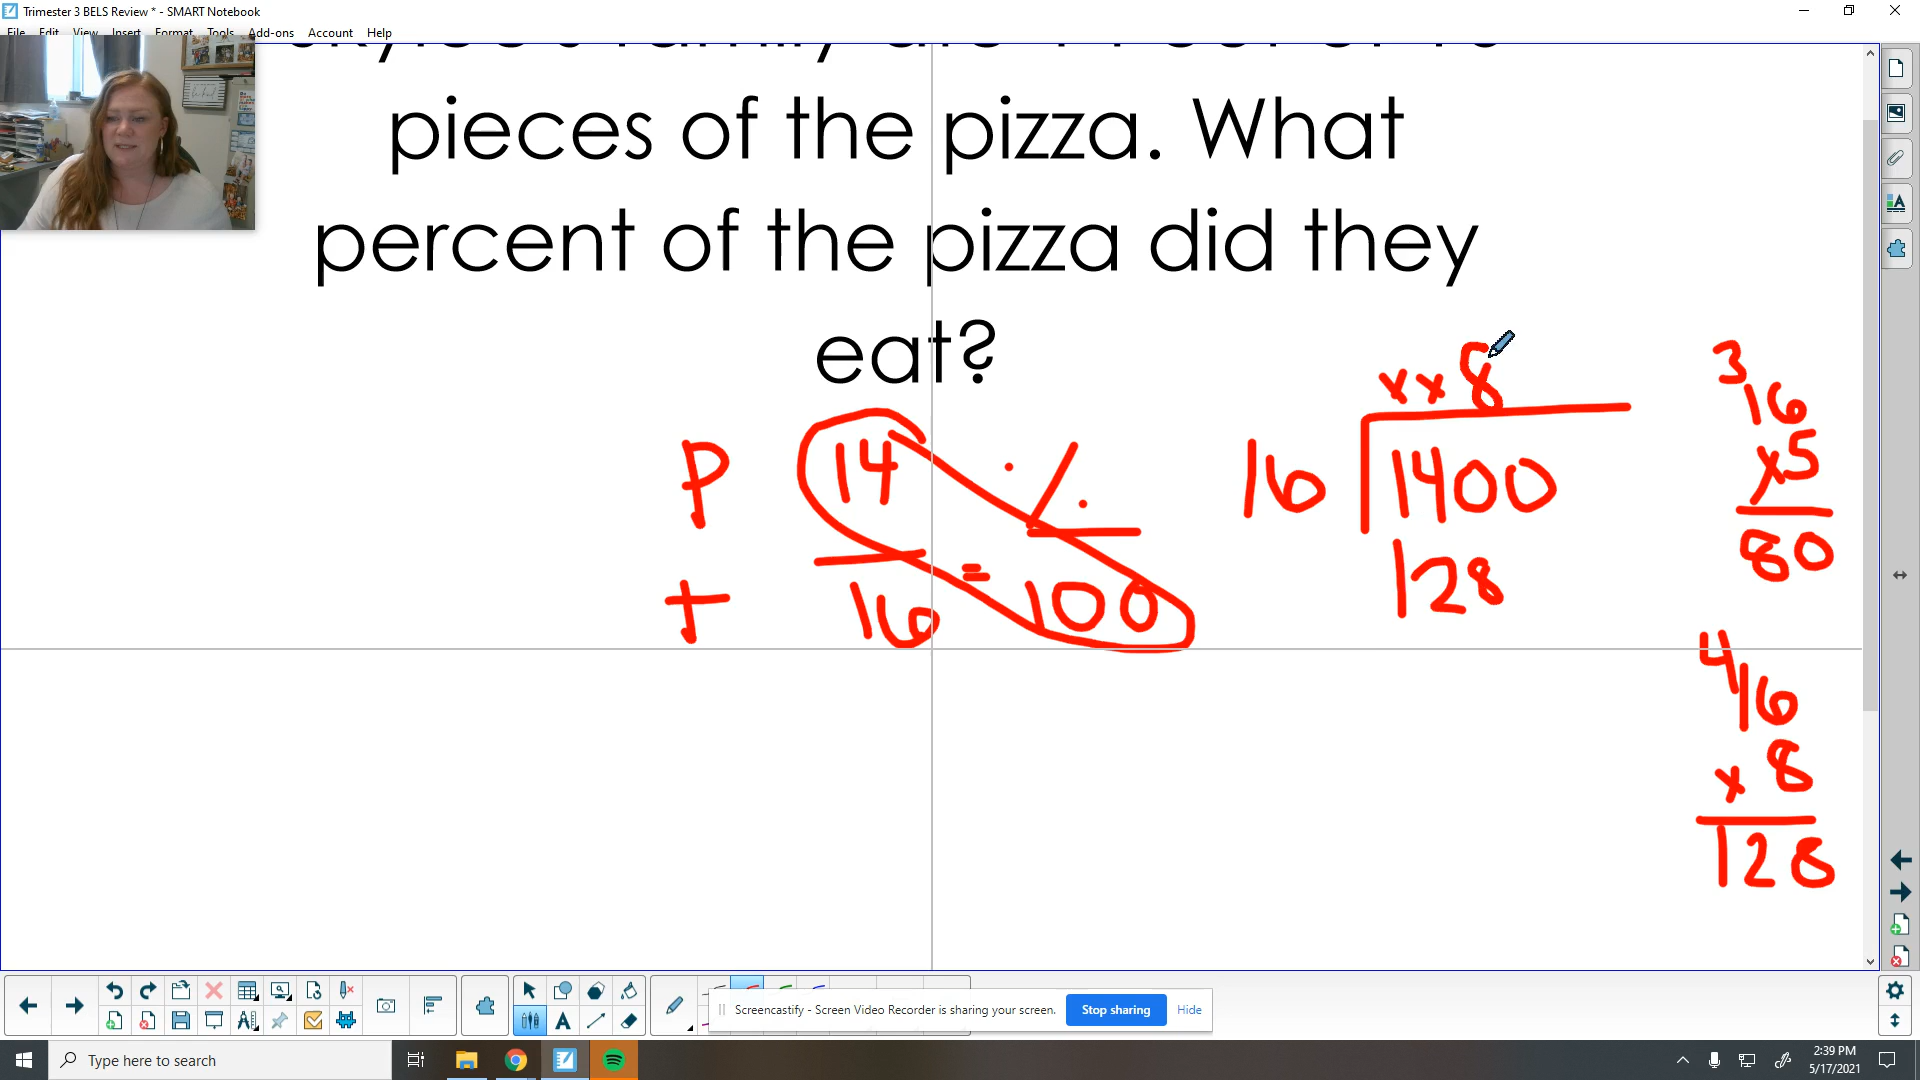 Trimester 3 BELS Review * - SMART Notebook
File Edit View Insert Format Tools Add-ons Account Help
pieces of the pizza. What
percent of the pizza did they
eat?
P 14 %
t 16 = 100
x x 8
16 1400
128
3
16
x5
80
4
16
x 8
128
Screencastify - Screen Video Recorder is sharing your screen. Stop sharing Hide
Type here to search
2:39 PM
5/17/2021